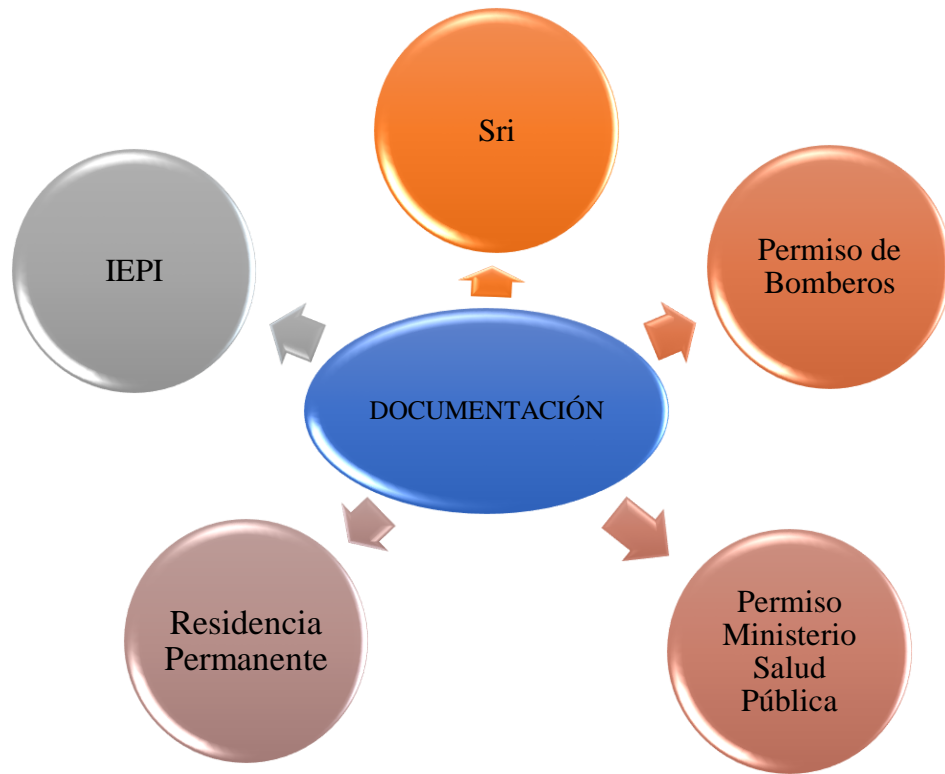 Sri
IEPI
Permiso de
Bomberos
DOCUMENTACIÓN
Residencia
Permanente
Permiso
Ministerio
Salud
Pública